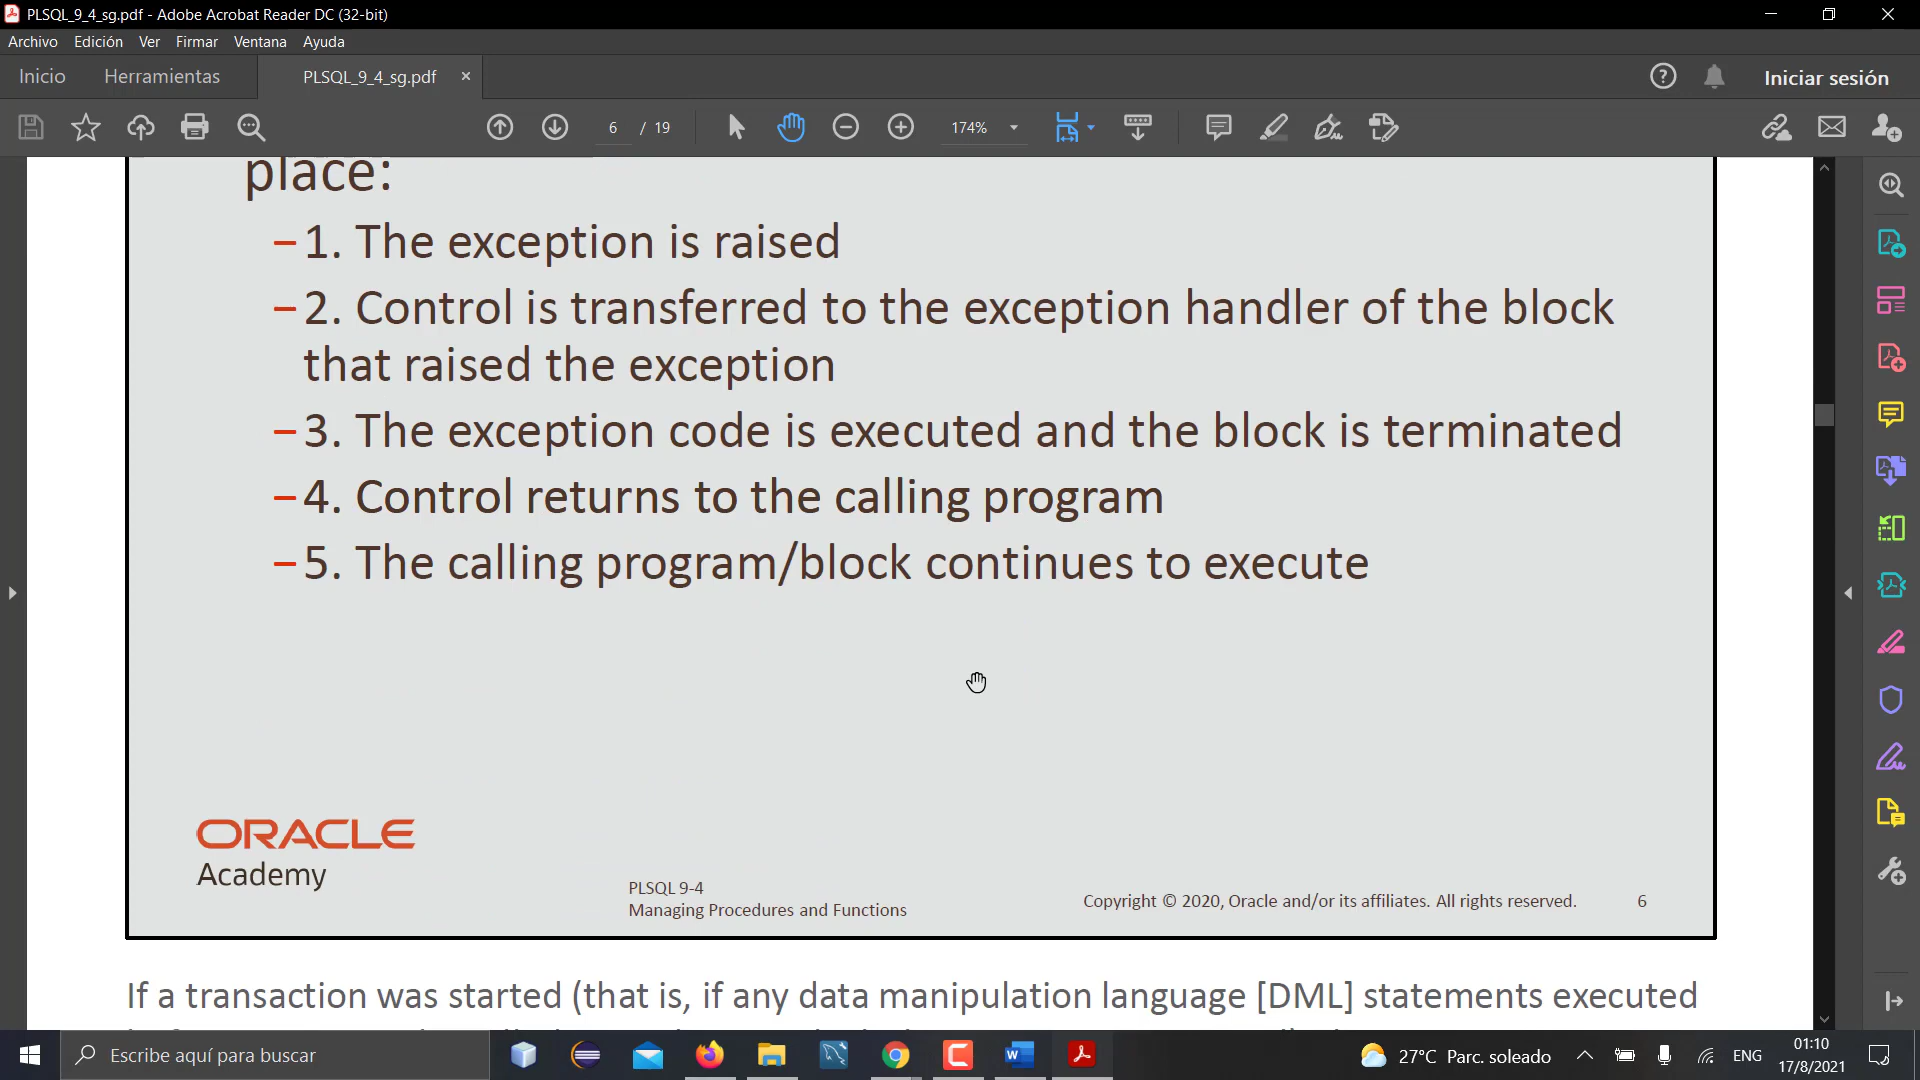 PLSQL_9_4_sg.pdf - Adobe Acrobat Reader DC (32-bit)
Archivo Edición Ver Firmar Ventana Ayuda
Inicio Herramientas PLSQL_9_4_sg.pdf × Iniciar sesión
6 / 19 174%
place:
–1. The exception is raised
–2. Control is transferred to the exception handler of the block
that raised the exception
–3. The exception code is executed and the block is terminated
–4. Control returns to the calling program
–5. The calling program/block continues to execute
ORACLE
Academy
PLSQL 9-4
Managing Procedures and Functions
Copyright © 2020, Oracle and/or its affiliates. All rights reserved. 6
If a transaction was started (that is, if any data manipulation language [DML] statements executed
Escribe aquí para buscar
27°C Parc. soleado
ENG
01:10
17/8/2021